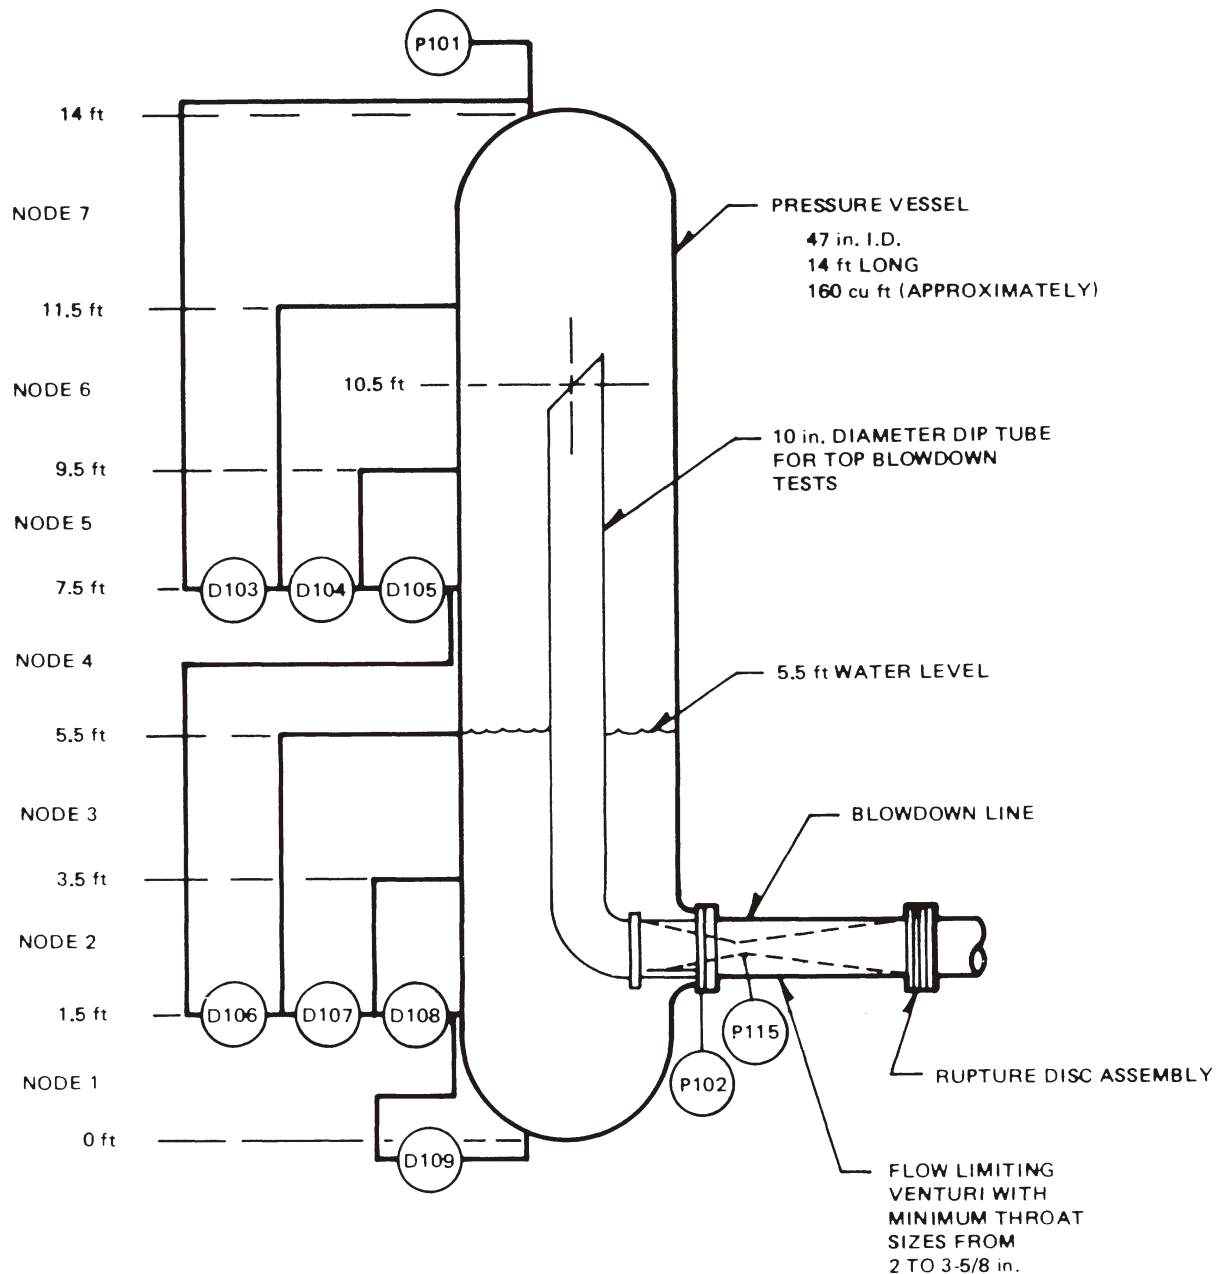 P101
14 ft
NODE 7
PRESSURE VESSEL
47 in. I.D.
14 ft LONG
160 cu ft (APPROXIMATELY)
11.5 ft
NODE 6
10.5 ft
10 in. DIAMETER DIP TUBE
FOR TOP BLOWDOWN
TESTS
9.5 ft
NODE 5
7.5 ft
D103
D104
D105
NODE 4
5.5 ft WATER LEVEL
5.5 ft
NODE 3
BLOWDOWN LINE
3.5 ft
NODE 2
1.5 ft
D106
D107
D108
P115
P102
NODE 1
RUPTURE DISC ASSEMBLY
0 ft
D109
FLOW LIMITING
VENTURI WITH
MINIMUM THROAT
SIZES FROM
2 TO 3-5/8 in.